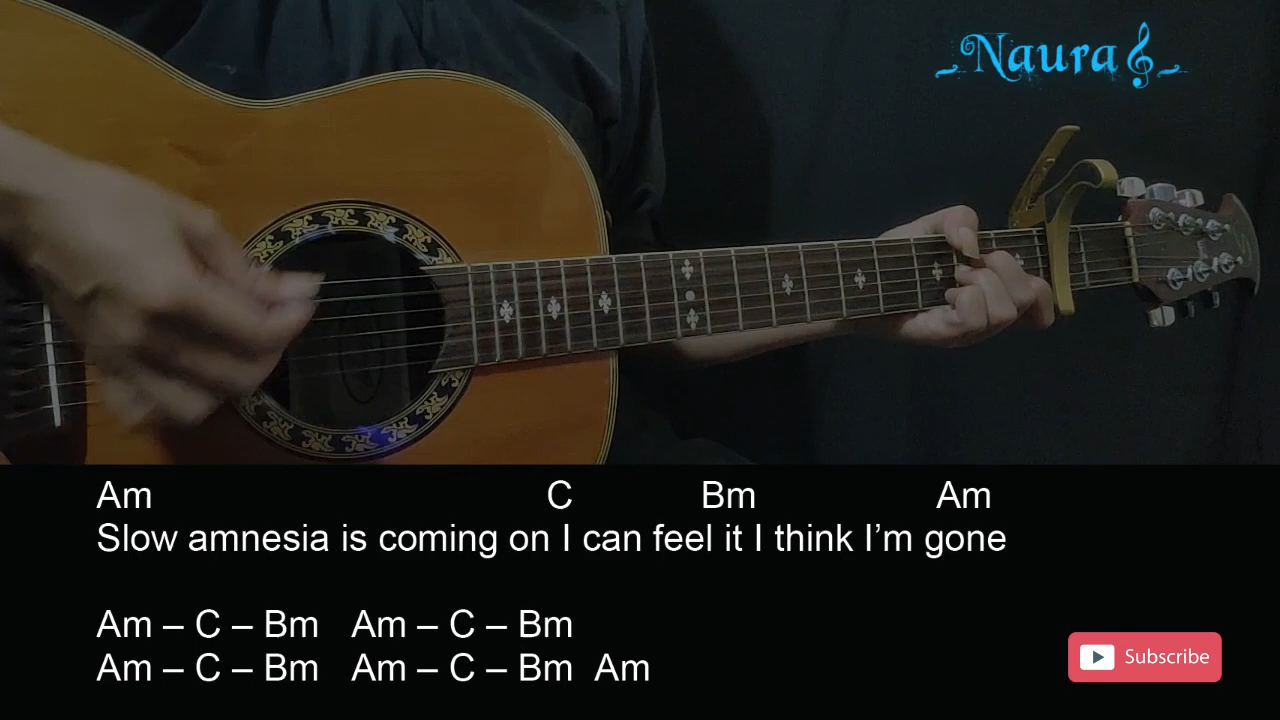 Naura
Am C Bm Am
Slow amnesia is coming on I can feel it I think I’m gone
Am – C – Bm Am – C – Bm
Am – C – Bm Am – C – Bm Am
Subscribe